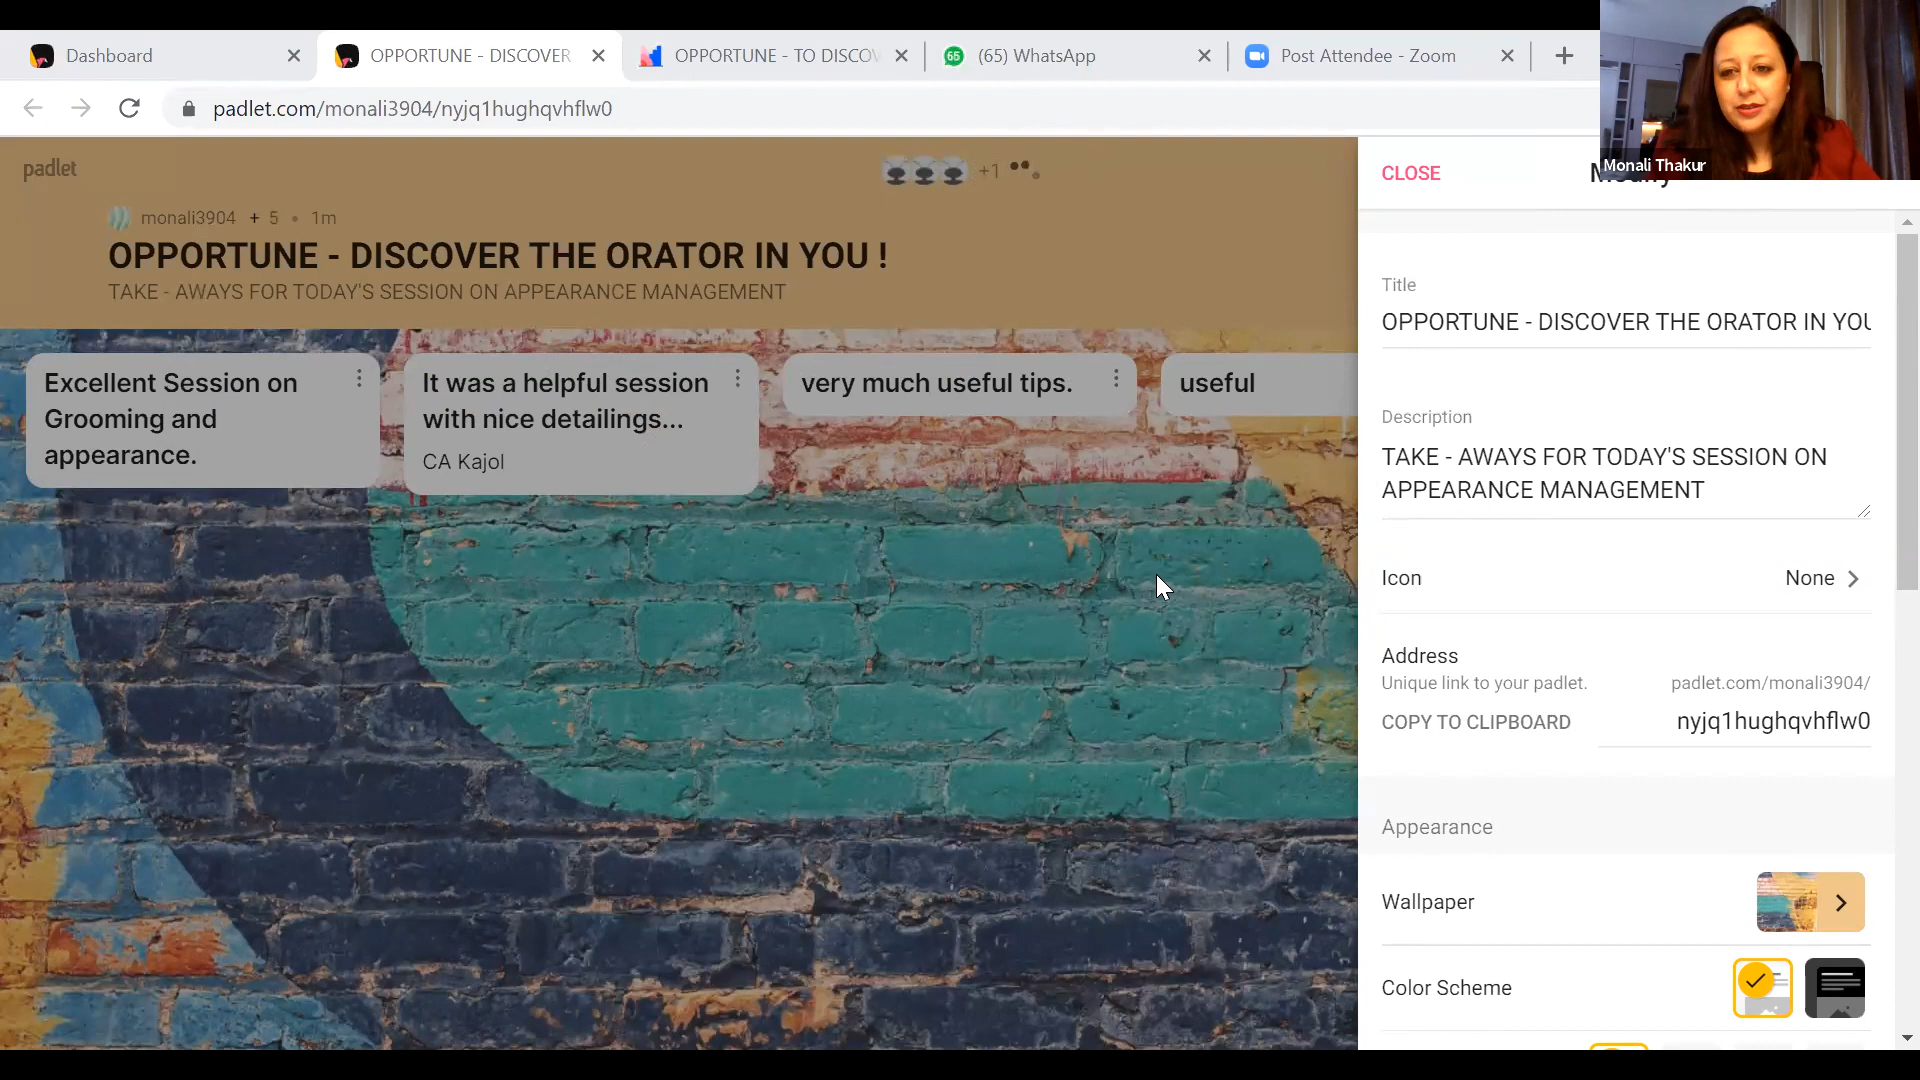 Dashboard
OPPORTUNE - DISCOVER
OPPORTUNE - TO DISCOV
65
(65) WhatsApp
Post Attendee - Zoom
padlet.com/monali3904/nyjq1hughqvhflw0
Monali Thakur
padlet
+1
CLOSE
monali3904 + 5 • 1m
OPPORTUNE - DISCOVER THE ORATOR IN YOU !
TAKE - AWAYS FOR TODAY'S SESSION ON APPEARANCE MANAGEMENT
Excellent Session on
Grooming and
appearance.
It was a helpful session
with nice detailings...
CA Kajol
very much useful tips.
useful
Title
OPPORTUNE - DISCOVER THE ORATOR IN YOU
Description
TAKE - AWAYS FOR TODAY'S SESSION ON
APPEARANCE MANAGEMENT
Icon
None
Address
Unique link to your padlet.
padlet.com/monali3904/
COPY TO CLIPBOARD
nyjq1hughqvhflw0
Appearance
Wallpaper
Color Scheme